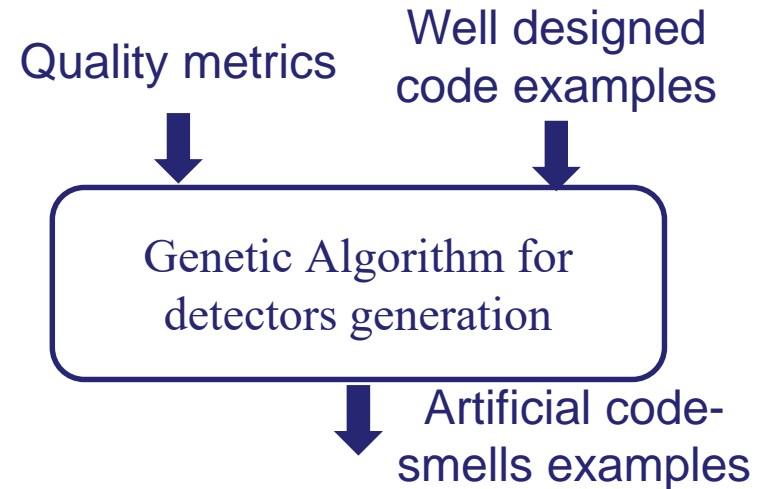 Quality metrics
Well designed
code examples
Genetic Algorithm for
detectors generation
Artificial code-
smells examples